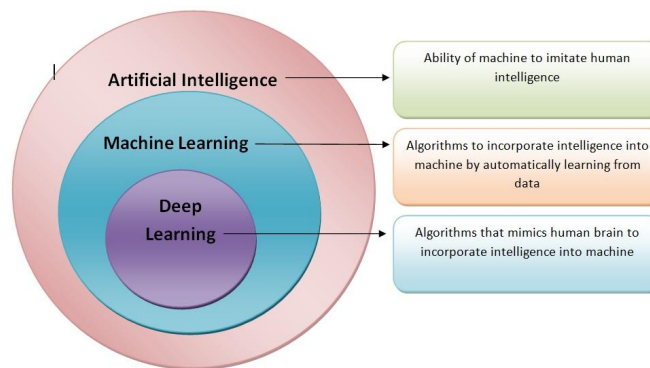 Artificial Intelligence
Ability of machine to imitate human
intelligence
Machine Learning
Algorithms to incorporate intelligence into
machine by automatically learning from
data
Deep
Learning
Algorithms that mimics human brain to
incorporate intelligence into machine